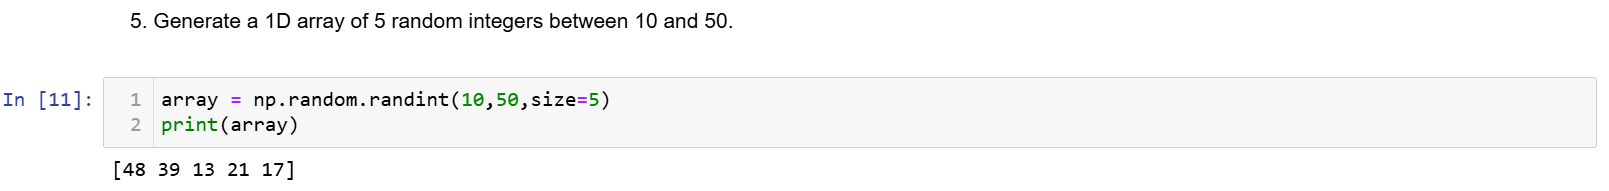 5. Generate a 1D array of 5 random integers between 10 and 50.
In [11]:
1 array = np.random.randint(10,50,size=5)
2 print(array)
[48 39 13 21 17]